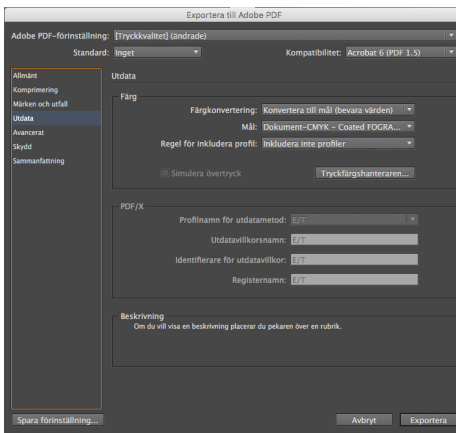 Exportera till Adobe PDF
Adobe PDF-förinställning: [Tryckkvalitet] (ändrade)
Standard: Inget Kompatibilitet: Acrobat 6 (PDF 1.5)
Allmänt
Komprimering
Märken och utfall
Utdata
Avancerat
Skydd
Sammanfattning
Utdata
Färg
Färgkonvertering: Konvertera till mål (bevara värden)
Mål: Dokument-CMYK - Coated FOGRA...
Regel för inkludera profil: Inkludera inte profiler
Simulera övertryck Tryckfärgshanteraren...
PDF/X
Profilnamn för utdatametod: E/T
Utdatavillkorsnamn: E/T
Identifierare för utdatavillkor: E/T
Registernamn: E/T
Beskrivning
Om du vill visa en beskrivning placerar du pekaren över en rubrik.
Spara förinställning... Avbryt Exportera